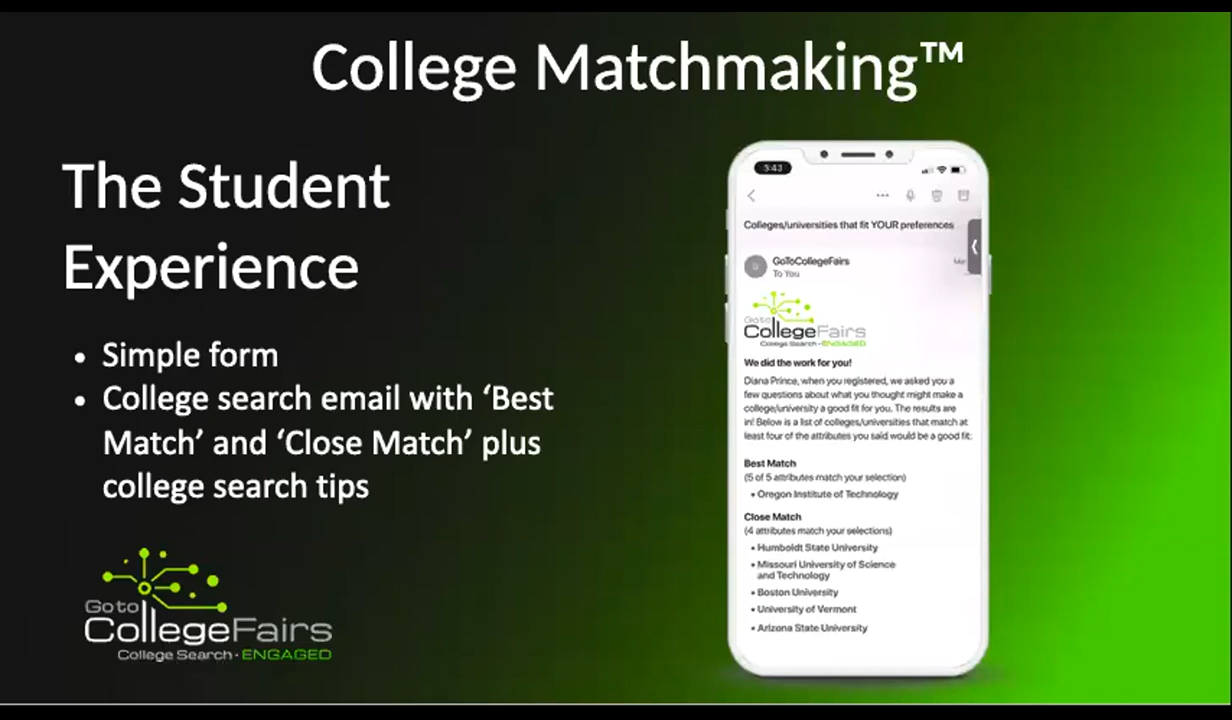 College Matchmaking™
The Student
Experience
• Simple form
• College search email with ‘Best
Match’ and ‘Close Match’ plus
college search tips
Go to
CollegeFairs
College Search - ENGAGED
3:43
Colleges/universities that fit YOUR preferences
G
GoToCollegeFairs
Mar
To You
Go to
CollegeFairs
College Search - ENGAGED
We did the work for you!
Diana Prince, when you registered, we asked you a
few questions about what you thought might make a
college/university a good fit for you. The results are
in! Below is a list of colleges/universities that match at
least four of the attributes you said would be a good fit:
Best Match
(5 of 5 attributes match your selection)
• Oregon Institute of Technology
Close Match
(4 attributes match your selections)
• Humboldt State University
• Missouri University of Science
and Technology
• Boston University
• University of Vermont
• Arizona State University